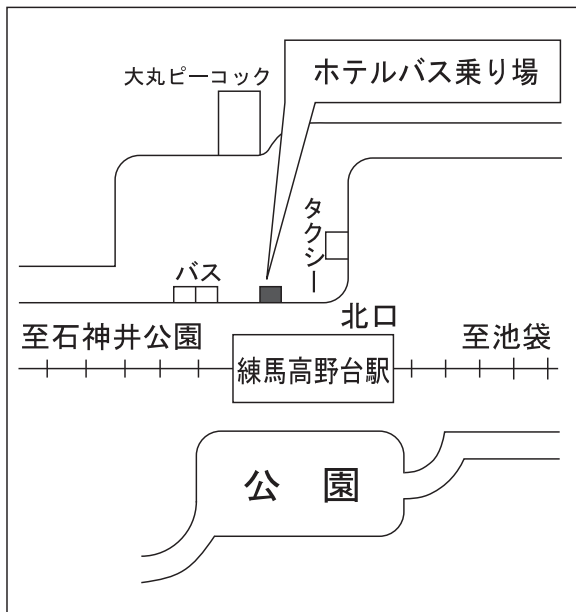 大丸ピーコック
ホテルバス乗り場
タクシー
バス
北口
至石神井公園
至池袋
練馬高野台駅
公園